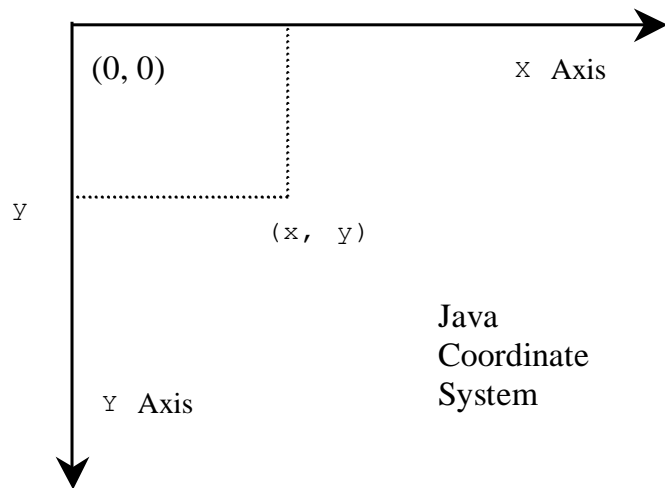 (0, 0)
X Axis
y
(x, y)
Java
Coordinate
System
Y Axis